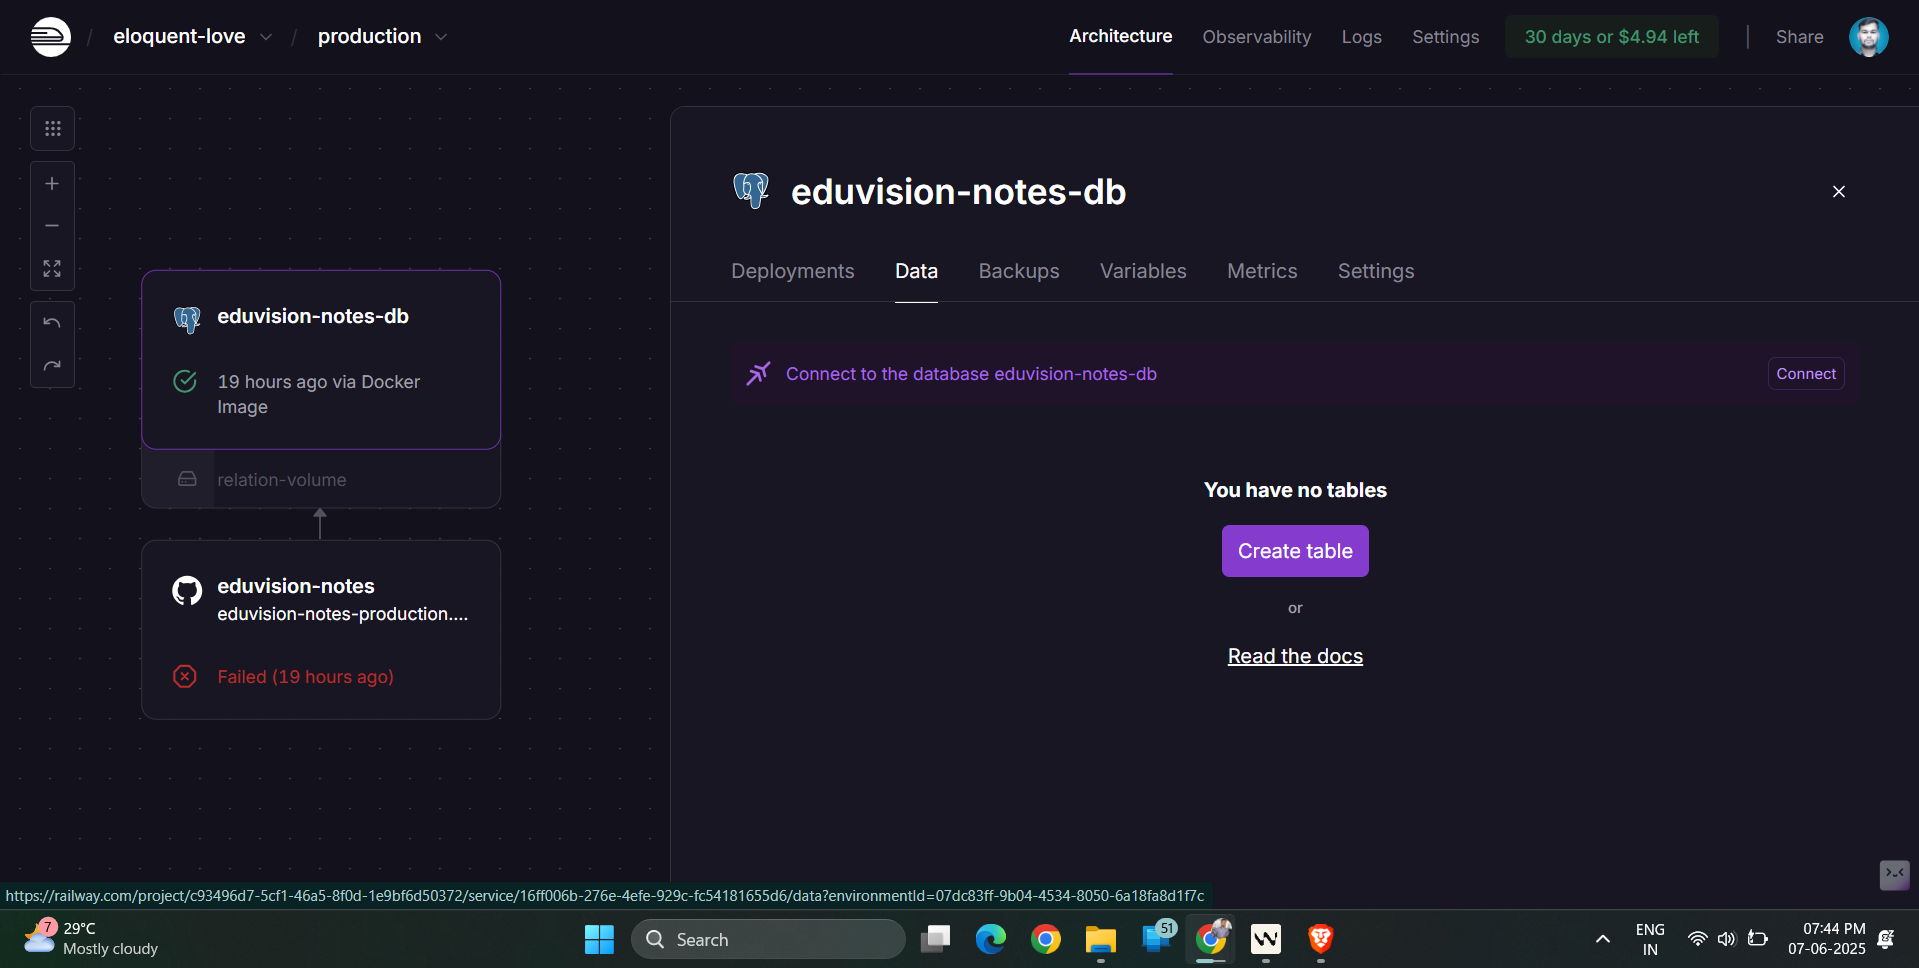 / eloquent-love / production
Architecture Observability Logs Settings 30 days or $4.94 left Share
eduvision-notes-db
19 hours ago via Docker
Image
relation-volume
eduvision-notes
eduvision-notes-production....
Failed (19 hours ago)
eduvision-notes-db
Deployments Data Backups Variables Metrics Settings
Connect to the database eduvision-notes-db Connect
You have no tables
Create table
or
Read the docs
https://railway.com/project/c93496d7-5cf1-46a5-8f0d-1e9bf6d50372/service/16ff006b-276e-4efe-929c-fc54181655d6/data?environmentId=07dc83ff-9b04-4534-8050-6a18fa8d1f7c
7
29°C
Mostly cloudy
Search
51
ENG
IN
07:44 PM
07-06-2025